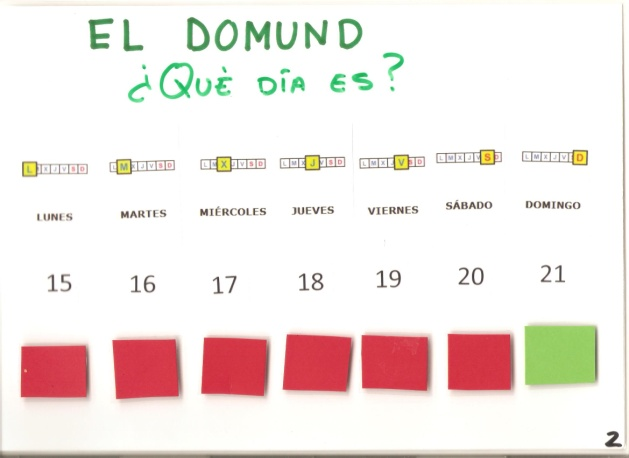 EL DOMUND
¿QUÈ DÍA ES?
L M X J V S D L M X J V S D L M X J V S D L M X J V S D L M X J V S D L M X J V S D L M X J V S D
LUNES MARTES MIÉRCOLES JUEVES VIERNES SÁBADO DOMINGO
15 16 17 18 19 20 21
2